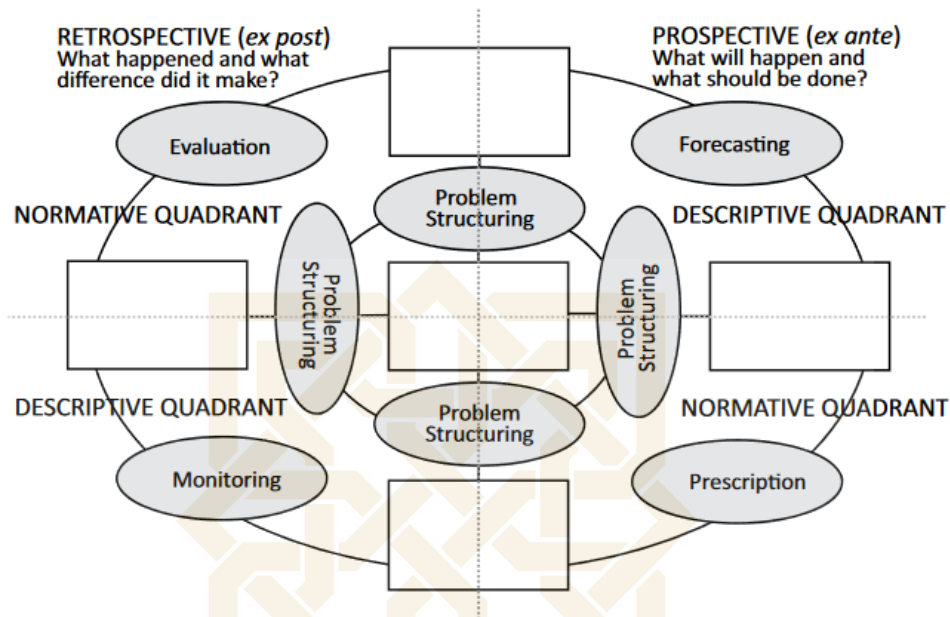 RETROSPECTIVE (ex post)
What happened and what
difference did it make?
PROSPECTIVE (ex ante)
What will happen and
what should be done?
Evaluation
Forecasting
Problem
Structuring
NORMATIVE QUADRANT
DESCRIPTIVE QUADRANT
Problem
Structuring
Problem
Structuring
DESCRIPTIVE QUADRANT
Problem
Structuring
NORMATIVE QUADRANT
Monitoring
Prescription